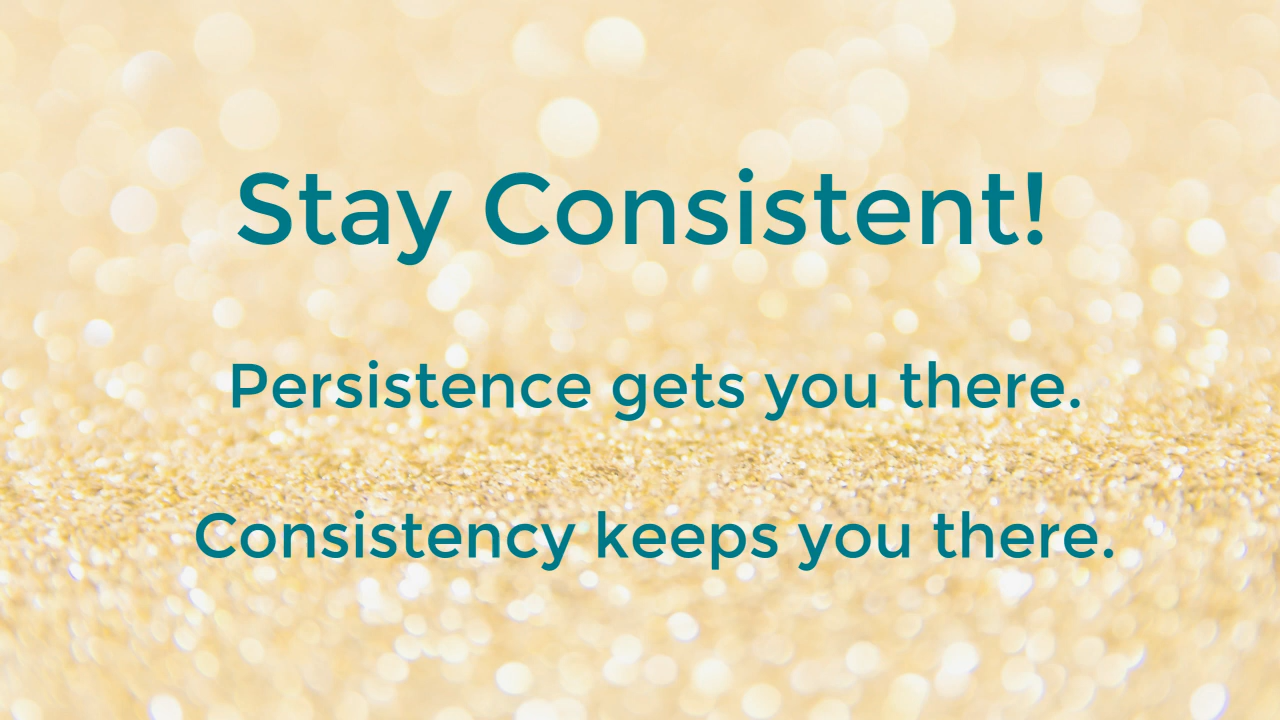 Stay Consistent!
Persistence gets you there.
Consistency keeps you there.